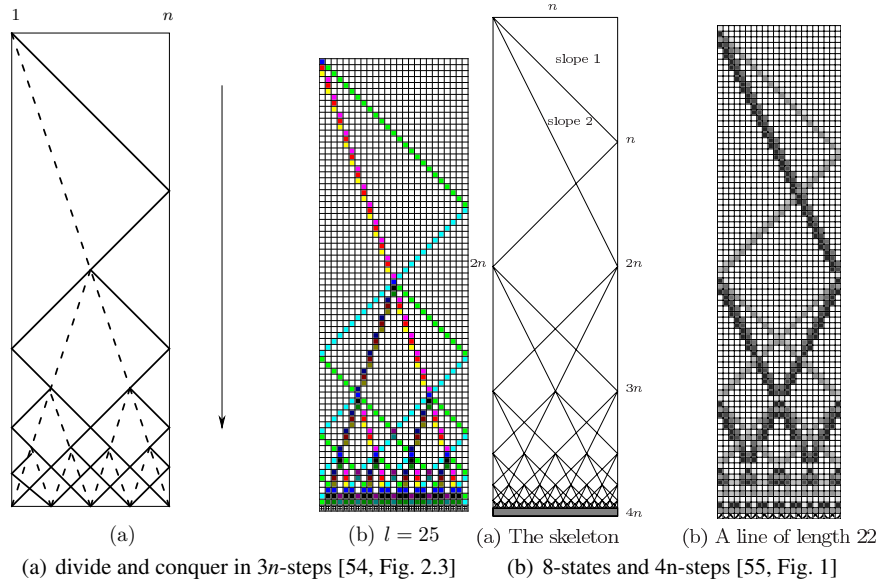 1 n
n
slope 1
slope 2
n
2n
2n
3n
4n
(a)
(b) l = 25
(a) The skeleton
(b) A line of length 22
(a) divide and conquer in 3n-steps [54, Fig. 2.3]
(b) 8-states and 4n-steps [55, Fig. 1]